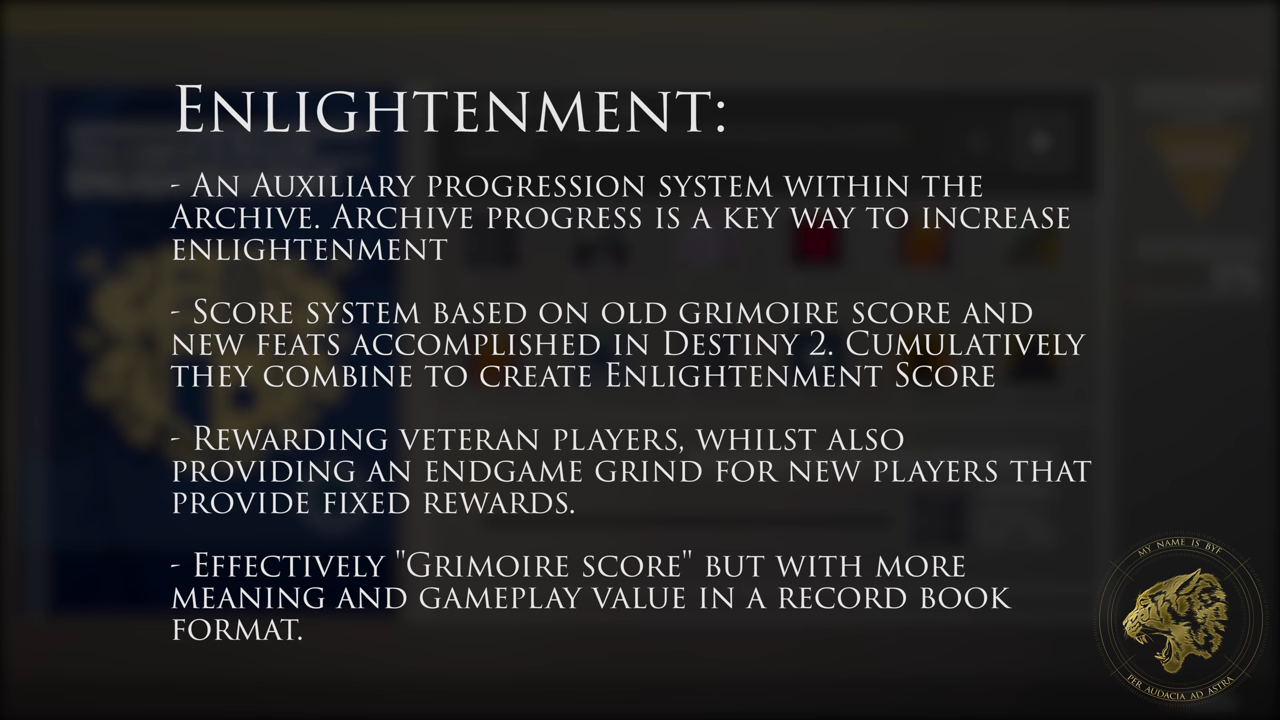 Enlightenment:
- An Auxiliary progression system within the
Archive. Archive progress is a key way to increase
enlightenment
- Score system based on old grimoire score and
new feats accomplished in Destiny 2. Cumulatively
they combine to create Enlightenment Score
- Rewarding veteran players, whilst also
providing an endgame grind for new players that
provide fixed rewards.
- Effectively "Grimoire score" but with more
meaning and gameplay value in a record book
format.
MY NAME IS BYF
PER AUDACIA AD ASTRA